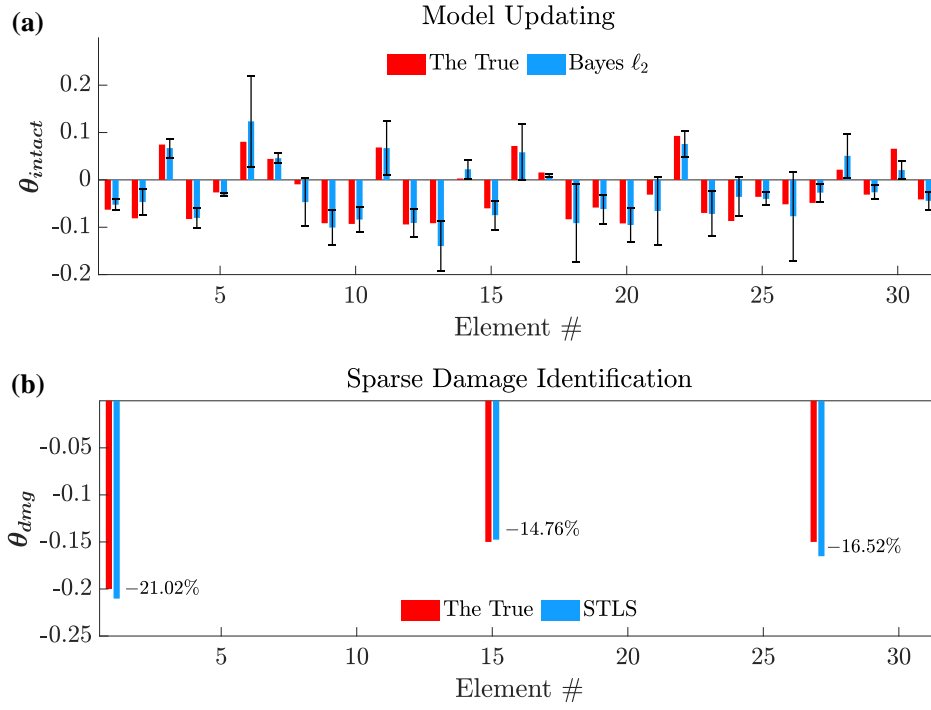 (a)
Model Updating
The True Bayes ℓ₂
0.2
0.1
0
-0.1
-0.2
θintact
5 10 15 20 25 30
Element #
(b)
Sparse Damage Identification
-0.05
-0.1
-0.15
-0.2
-0.25
θdmg
−21.02%
−14.76%
−16.52%
The True STLS
5 10 15 20 25 30
Element #